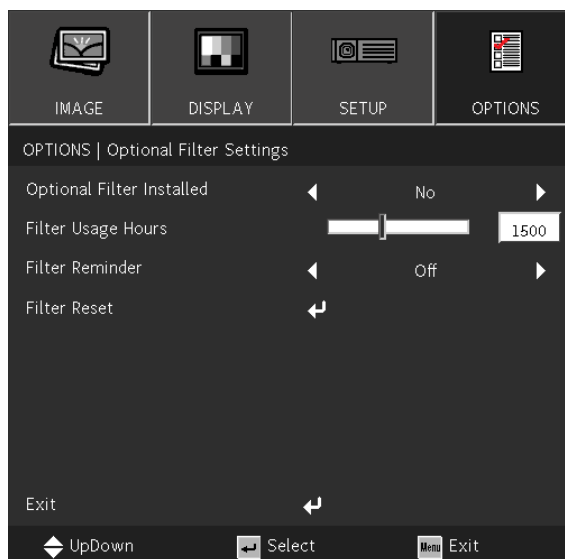 IMAGE DISPLAY SETUP OPTIONS
OPTIONS | Optional Filter Settings
Optional Filter Installed No
Filter Usage Hours 1500
Filter Reminder Off
Filter Reset
Exit
UpDown Select Menu Exit